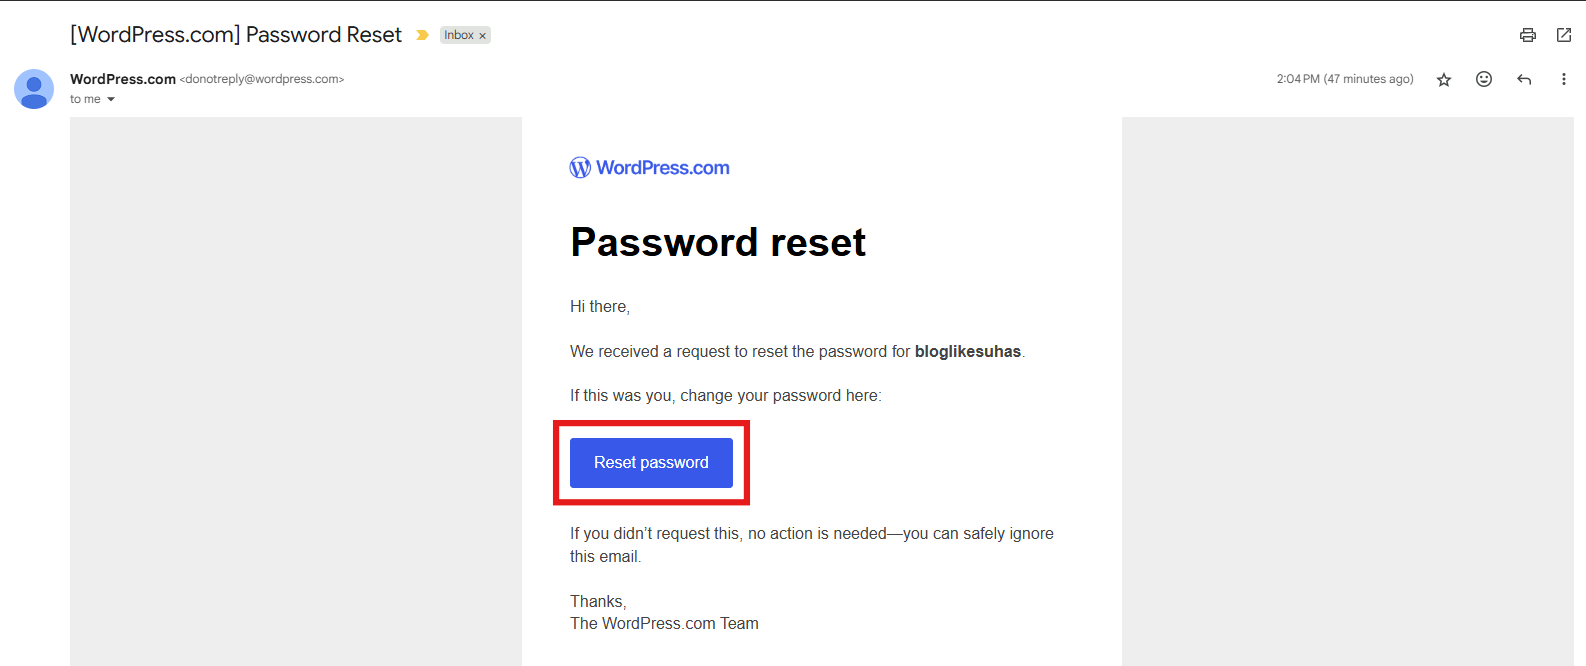 [WordPress.com] Password Reset
Inbox ×
WordPress.com <donotreply@wordpress.com>
2:04 PM (47 minutes ago)
to me
WordPress.com
Password reset
Hi there,
We received a request to reset the password for bloglikesuhas.
If this was you, change your password here:
Reset password
If you didn’t request this, no action is needed—you can safely ignore
this email.
Thanks,
The WordPress.com Team